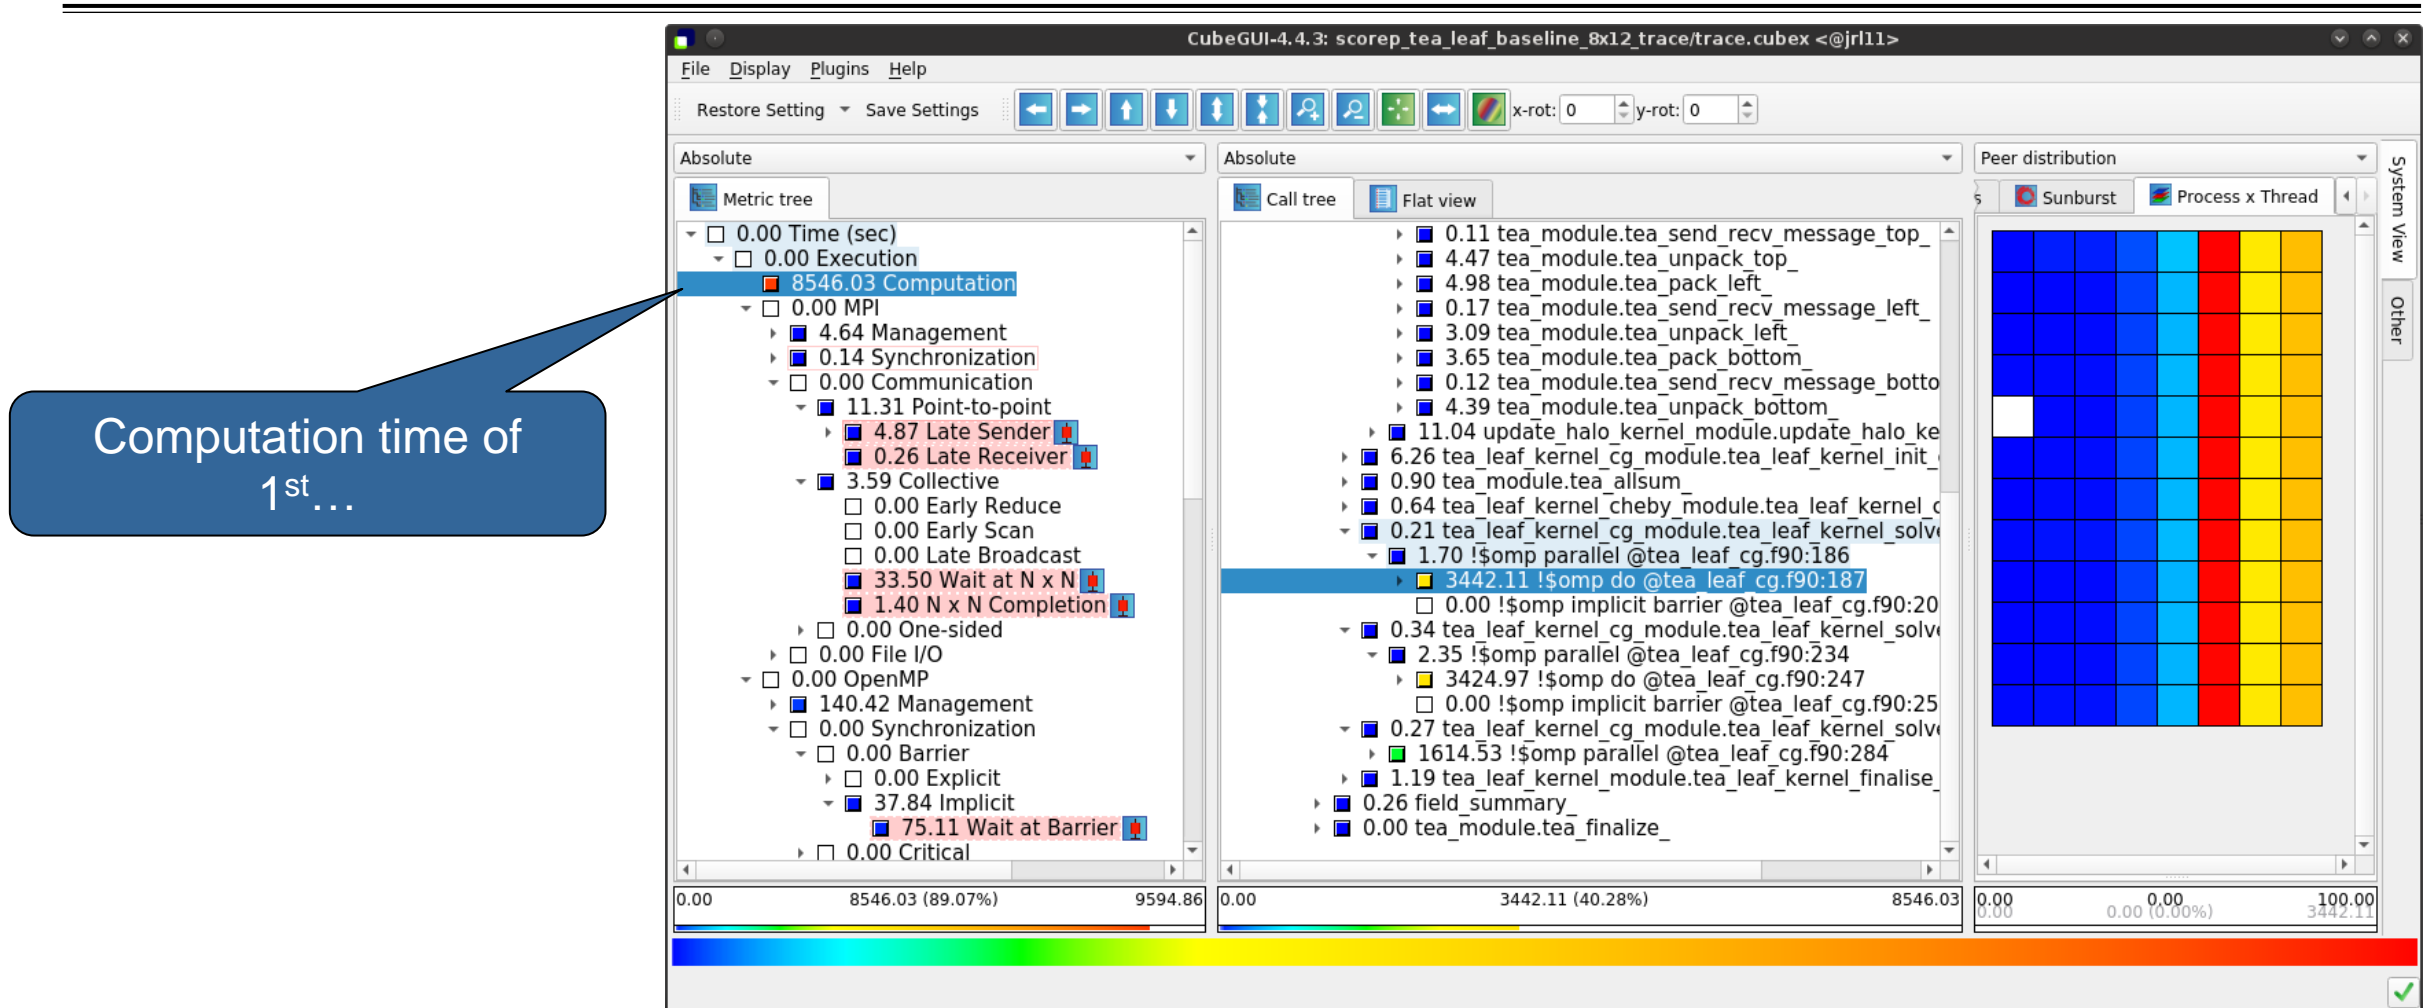 Computation time of
1st...
CubeGUI-4.4.3: scorep_tea_leaf_baseline_8x12_trace/trace.cubex <@jrl11>
File Display Plugins Help
Restore Setting Save Settings x-rot: 0 y-rot: 0
Absolute
Metric tree
0.00 Time (sec)
0.00 Execution
8546.03 Computation
0.00 MPI
4.64 Management
0.14 Synchronization
0.00 Communication
11.31 Point-to-point
4.87 Late Sender
0.26 Late Receiver
3.59 Collective
0.00 Early Reduce
0.00 Early Scan
0.00 Late Broadcast
33.50 Wait at N x N
1.40 N x N Completion
0.00 One-sided
0.00 File I/O
0.00 OpenMP
140.42 Management
0.00 Synchronization
0.00 Barrier
0.00 Explicit
37.84 Implicit
75.11 Wait at Barrier
0.00 Critical
0.00 8546.03 (89.07%) 9594.86
Absolute
Call tree Flat view
0.11 tea_module.tea_send_recv_message_top_
4.47 tea_module.tea_unpack_top_
4.98 tea_module.tea_pack_left_
0.17 tea_module.tea_send_recv_message_left_
3.09 tea_module.tea_unpack_left_
3.65 tea_module.tea_pack_bottom_
0.12 tea_module.tea_send_recv_message_botto
4.39 tea_module.tea_unpack_bottom_
11.04 update_halo_kernel_module.update_halo_ke
6.26 tea_leaf_kernel_cg_module.tea_leaf_kernel_init_
0.90 tea_module.tea_allsum_
0.64 tea_leaf_kernel_cheby_module.tea_leaf_kernel_c
0.21 tea_leaf_kernel_cg_module.tea_leaf_kernel_solve
1.70 !$omp parallel @tea_leaf_cg.f90:186
3442.11 !$omp do @tea_leaf_cg.f90:187
0.00 !$omp implicit barrier @tea_leaf_cg.f90:20
0.34 tea_leaf_kernel_cg_module.tea_leaf_kernel_solve
2.35 !$omp parallel @tea_leaf_cg.f90:234
3424.97 !$omp do @tea_leaf_cg.f90:247
0.00 !$omp implicit barrier @tea_leaf_cg.f90:25
0.27 tea_leaf_kernel_cg_module.tea_leaf_kernel_solve
1614.53 !$omp parallel @tea_leaf_cg.f90:284
1.19 tea_leaf_kernel_module.tea_leaf_kernel_finalise_
0.26 field_summary_
0.00 tea_module.tea_finalize_
0.00 3442.11 (40.28%) 8546.03
Peer distribution
s Sunburst Process x Thread
0.00 0.00 100.00
0.00 0.00 (0.00%) 3442.11
System View
Other